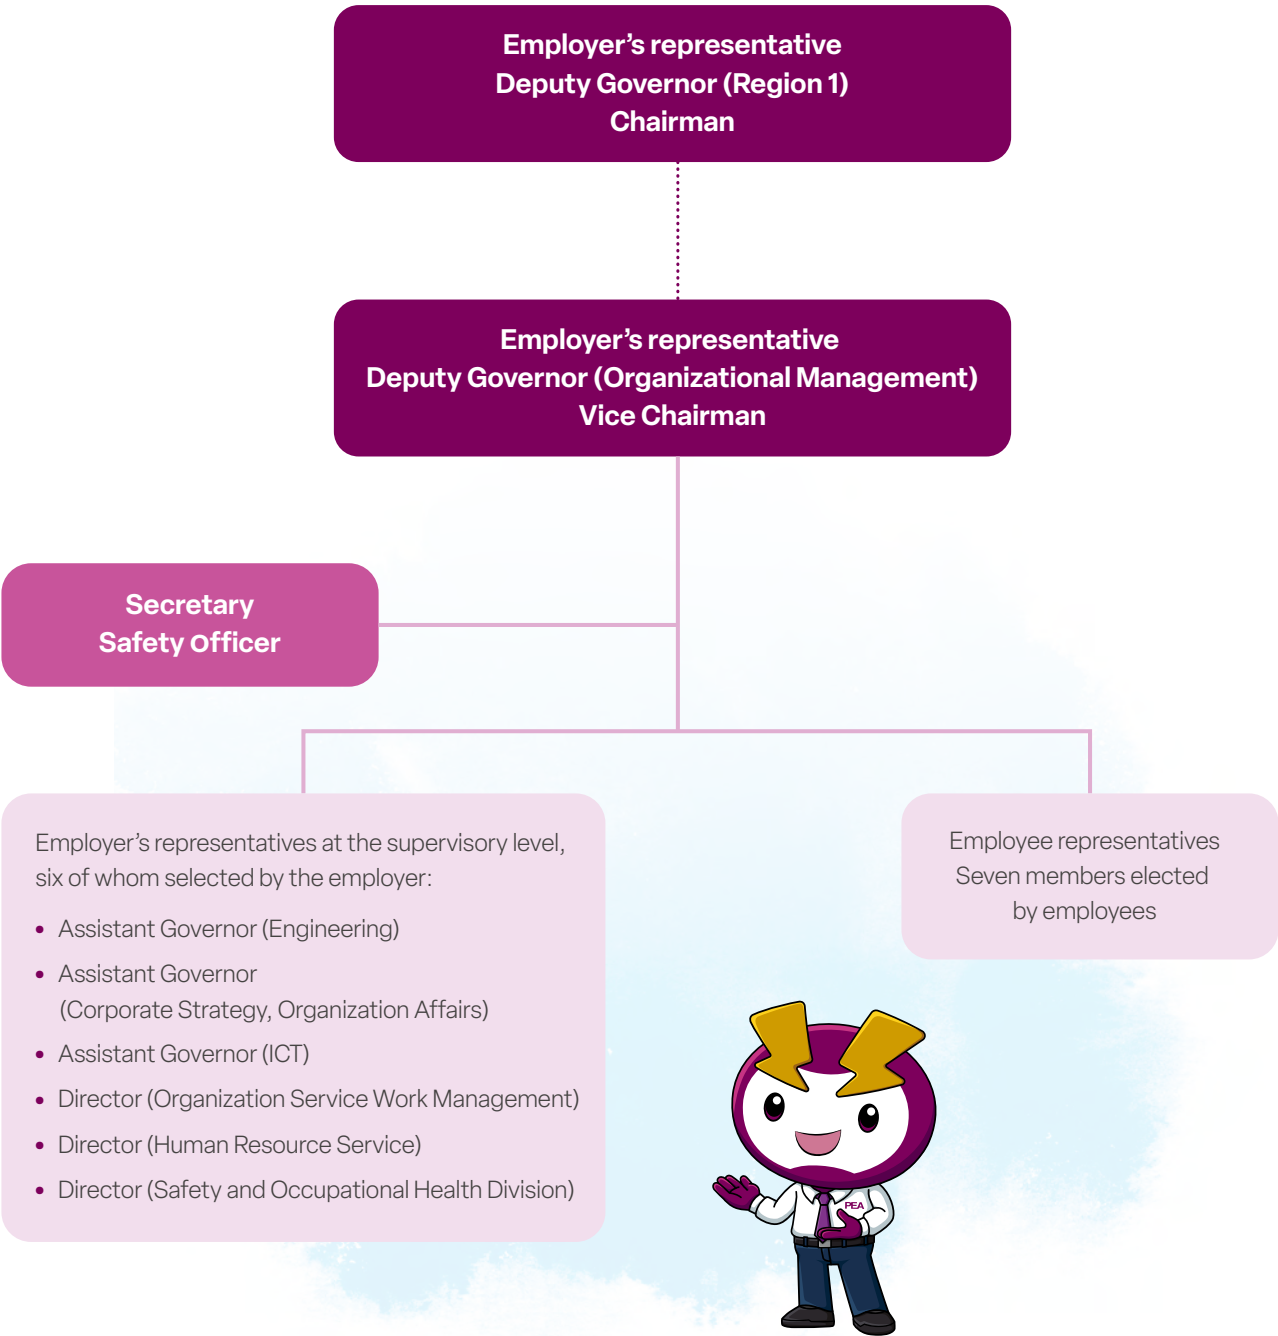 Employer’s representative
Deputy Governor (Region 1)
Chairman
Employer’s representative
Deputy Governor (Organizational Management)
Vice Chairman
Secretary
Safety Officer
Employer’s representatives at the supervisory level,
six of whom selected by the employer:
• Assistant Governor (Engineering)
• Assistant Governor
(Corporate Strategy, Organization Affairs)
• Assistant Governor (ICT)
• Director (Organization Service Work Management)
• Director (Human Resource Service)
• Director (Safety and Occupational Health Division)
Employee representatives
Seven members elected
by employees
PEA